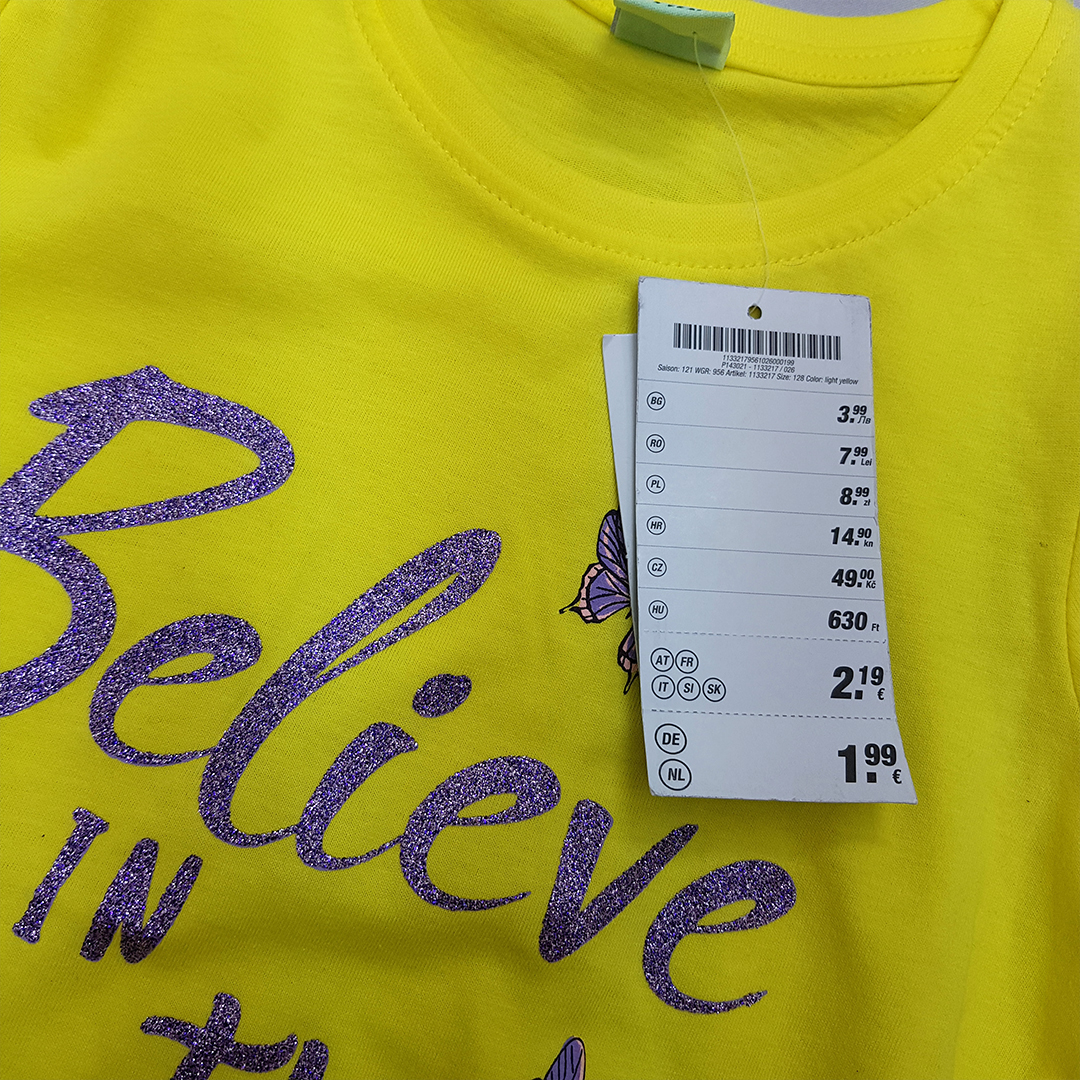 1133217956102600​0199
P143021 - 1133217 / 026
Saison: 121 WGR: 956 Artikel: 1133217 Size: 128 Color: light yellow
BG 3.99 Лв
RO 7.99 Lei
PL 8.99 zł
HR 14.90 kn
CZ 49.00 Kč
HU 630 Ft
AT FR
IT SI SK 2.19 €
DE
NL 1.99 €
Believe
IN